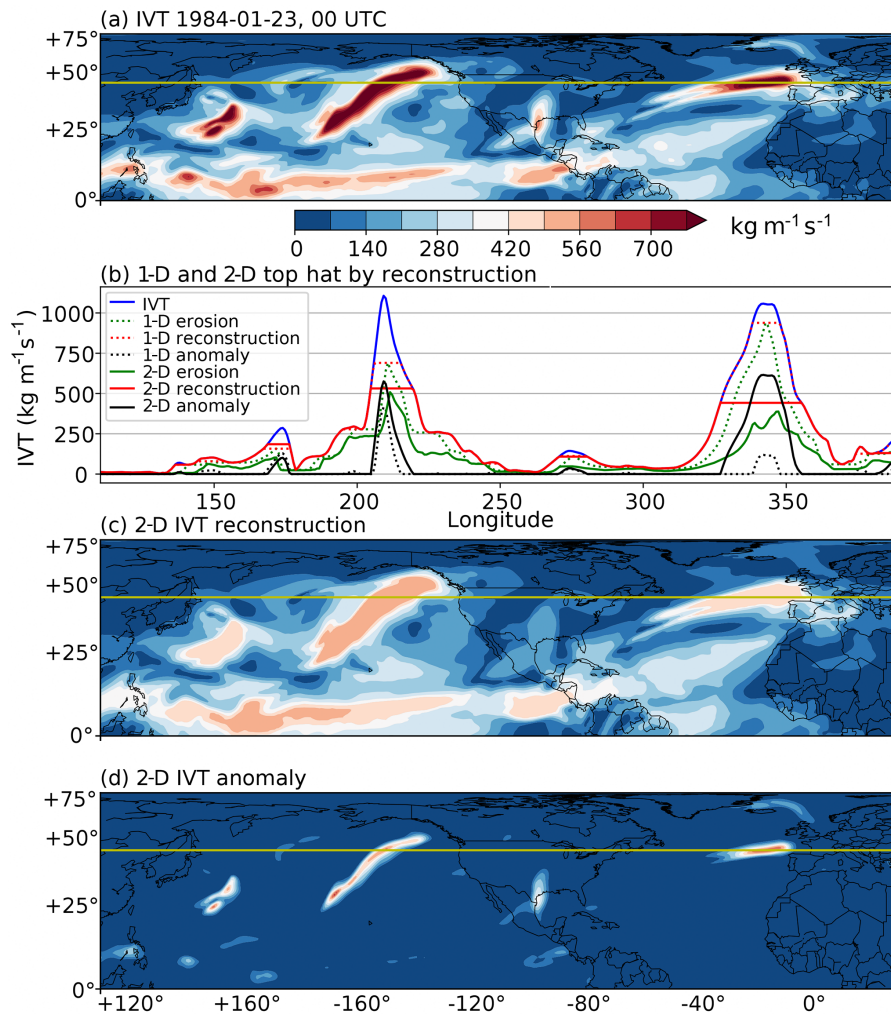 (a) IVT 1984-01-23, 00 UTC
+75°
+50°
+25°
0°
0 140 280 420 560 700
kg m⁻¹ s⁻¹
(b) 1-D and 2-D top hat by reconstruction
IVT (kg m⁻¹s⁻¹)
1000
750
500
250
0
IVT
1-D erosion
1-D reconstruction
1-D anomaly
2-D erosion
2-D reconstruction
2-D anomaly
150 200 250 300 350
Longitude
(c) 2-D IVT reconstruction
+75°
+50°
+25°
0°
(d) 2-D IVT anomaly
+75°
+50°
+25°
0°
+120° +160° -160° -120° -80° -40° 0°